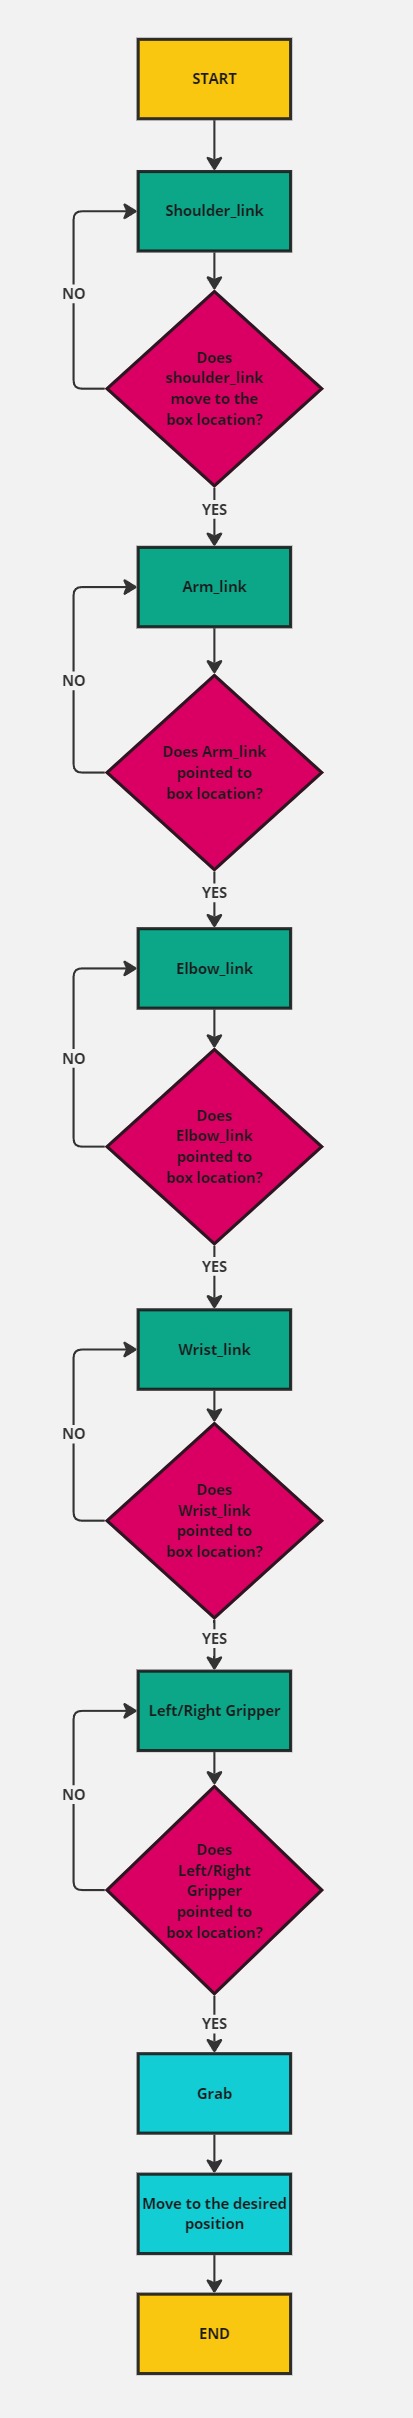 START
Shoulder_link
NO
Does
shoulder_link
move to the
box location?
YES
Arm_link
NO
Does Arm_link
pointed to
box location?
YES
Elbow_link
NO
Does
Elbow_link
pointed to
box location?
YES
Wrist_link
NO
Does
Wrist_link
pointed to
box location?
YES
Left/Right Gripper
NO
Does
Left/Right
Gripper
pointed to
box location?
YES
Grab
Move to the desired
position
END